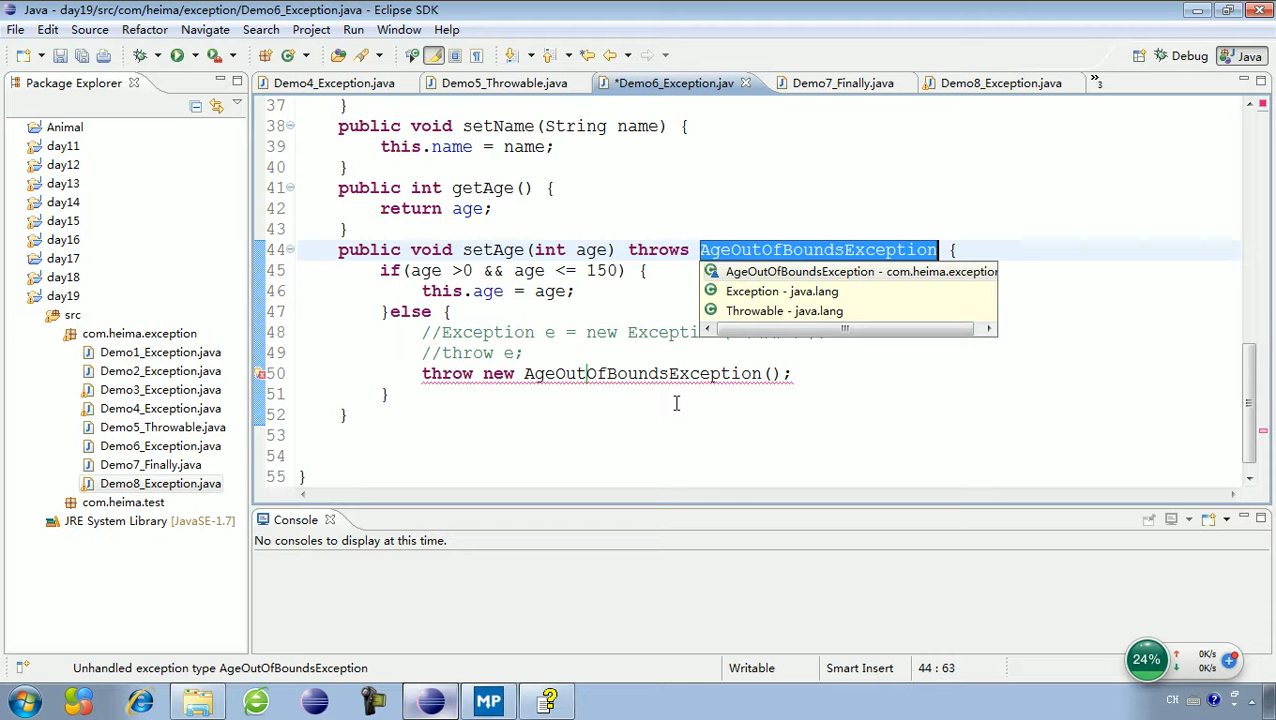 Java - day19/src/com/heima/exception/Demo6_Exception.java - Eclipse SDK
File Edit Source Refactor Navigate Search Project Run Window Help
Debug Java
Package Explorer
Demo4_Exception.java Demo5_Throwable.java *Demo6_Exception.jav Demo7_Finally.java Demo8_Exception.java »3
Animal
day11
day12
day13
day14
day15
day16
day17
day18
day19
src
com.heima.exception
Demo1_Exception.java
Demo2_Exception.java
Demo3_Exception.java
Demo4_Exception.java
Demo5_Throwable.java
Demo6_Exception.java
Demo7_Finally.java
Demo8_Exception.java
com.heima.test
JRE System Library [JavaSE-1.7]
37 }
38 public void setName(String name) {
39 this.name = name;
40 }
41 public int getAge() {
42 return age;
43 }
44 public void setAge(int age) throws AgeOutOfBoundsException {
45 if(age >0 && age <= 150) {
46 this.age = age;
47 }else {
48 //Exception e = new Excep
49 //throw e;
50 throw new AgeOutOfBoundsException();
51 }
52 }
53
54
55 }
AgeOutOfBoundsException - com.heima.exception
Exception - java.lang
Throwable - java.lang
Console
No consoles to display at this time.
Unhandled exception type AgeOutOfBoundsException Writable Smart Insert 44 : 63
24% 0K/s
0K/s
MP CH